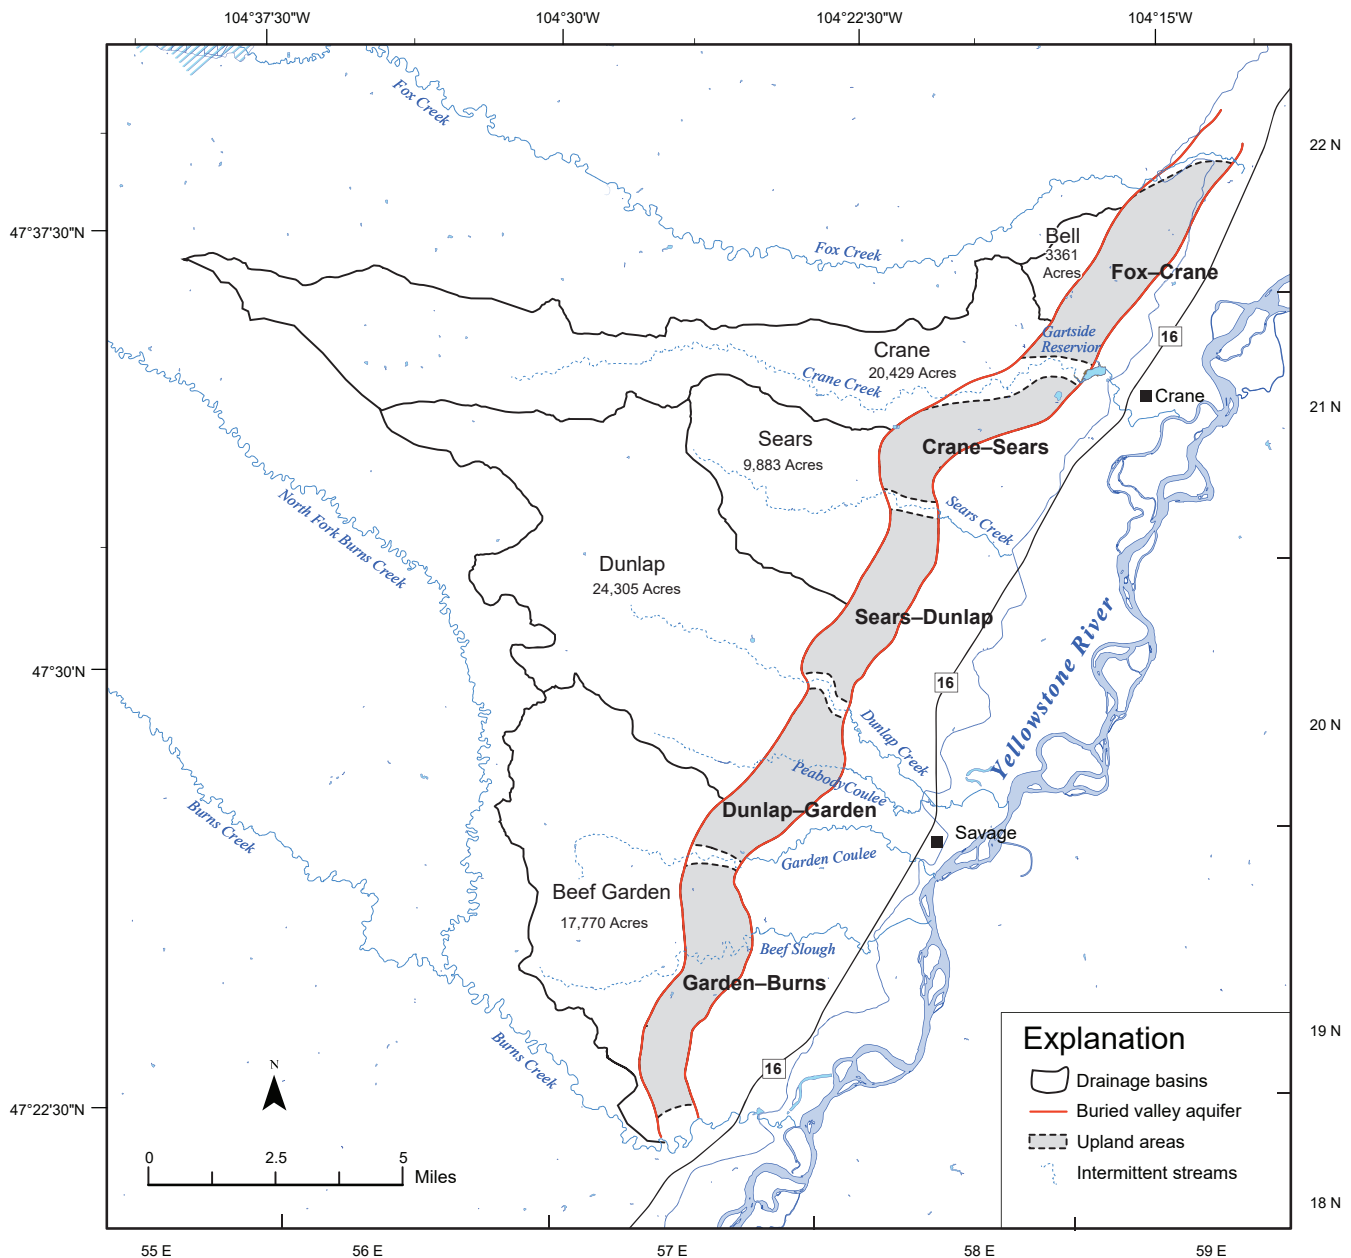 104°37'30"W
104°30'W
104°22'30"W
104°15'W
Fox Creek
22 N
47°37'30"N
Fox Creek
Bell
3361
Acres
Fox–Crane
16
Gartside
Reservior
Crane
20,429 Acres
Crane Creek
Crane
21 N
Sears
9,883 Acres
Crane–Sears
North Fork Burns Creek
Sears Creek
Dunlap
24,305 Acres
Sears–Dunlap
Yellowstone River
47°30'N
16
Dunlap Creek
20 N
Peabody Coulee
Dunlap–Garden
Burns Creek
Savage
Garden Coulee
Beef Garden
17,770 Acres
Beef Slough
Garden–Burns
Burns Creek
16
19 N
47°22'30"N
N
0
2.5
5
Miles
Explanation
Drainage basins
Buried valley aquifer
Upland areas
Intermittent streams
18 N
55 E
56 E
57 E
58 E
59 E